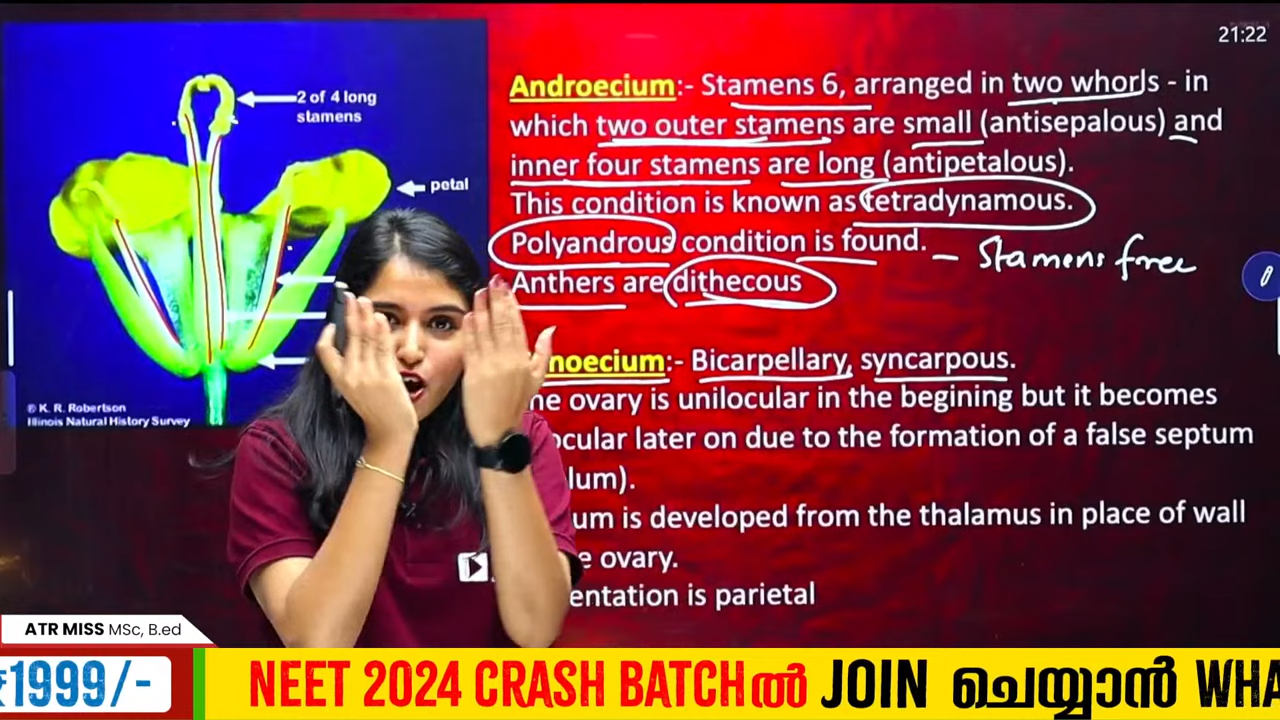 21:22
2 of 4 long
stamens
petal
© K. R. Robertson
Illinois Natural History Survey
Androecium:- Stamens 6, arranged in two whorls - in
which two outer stamens are small (antisepalous) and
inner four stamens are long (antipetalous).
This condition is known as tetradynamous.
Polyandrous condition is found. – Stamens free
Anthers are dithecous
noecium:- Bicarpellary, syncarpous.
ne ovary is unilocular in the begining but it becomes
ocular later on due to the formation of a false septum
lum).
um is developed from the thalamus in place of wall
e ovary.
entation is parietal
ATR MISS MSc, B.ed
₹1999/-
NEET 2024 CRASH BATCHൽ JOIN ചെയ്യാൻ WHA